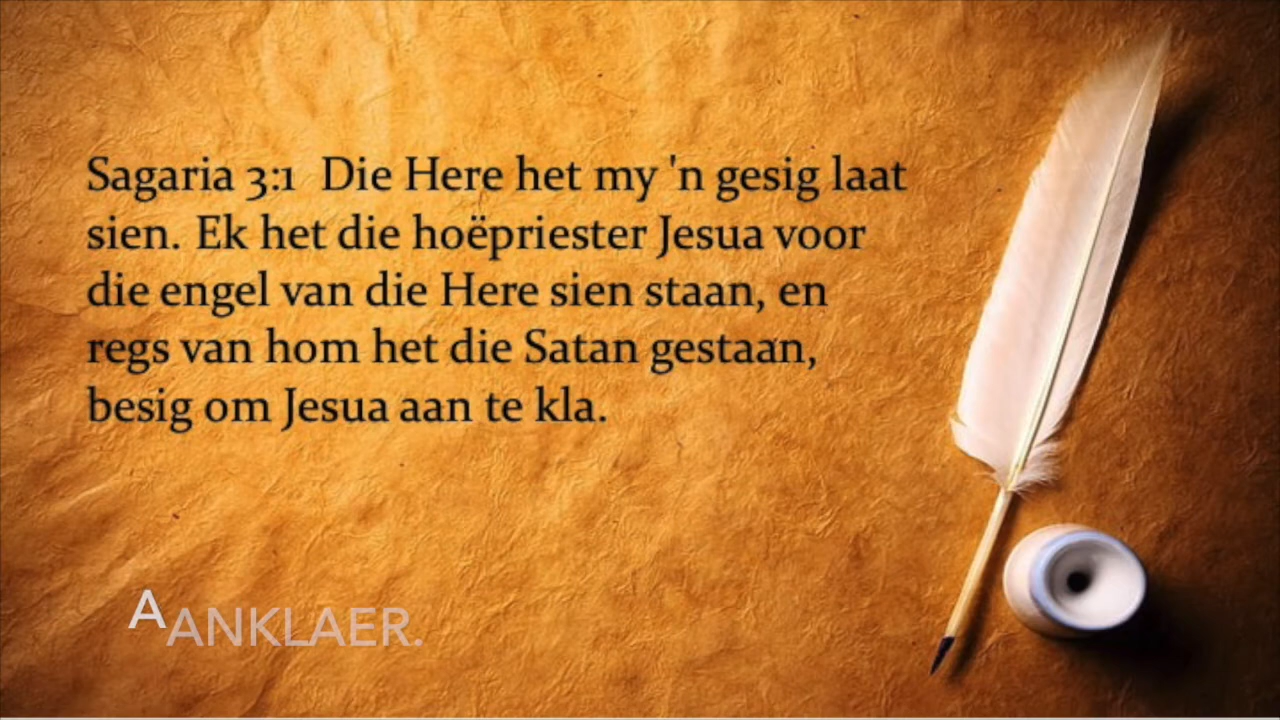 Sagaria 3:1  Die Here het my 'n gesig laat
sien. Ek het die hoëpriester Jesua voor
die engel van die Here sien staan, en
regs van hom het die Satan gestaan,
besig om Jesua aan te kla.
AANKLAER.